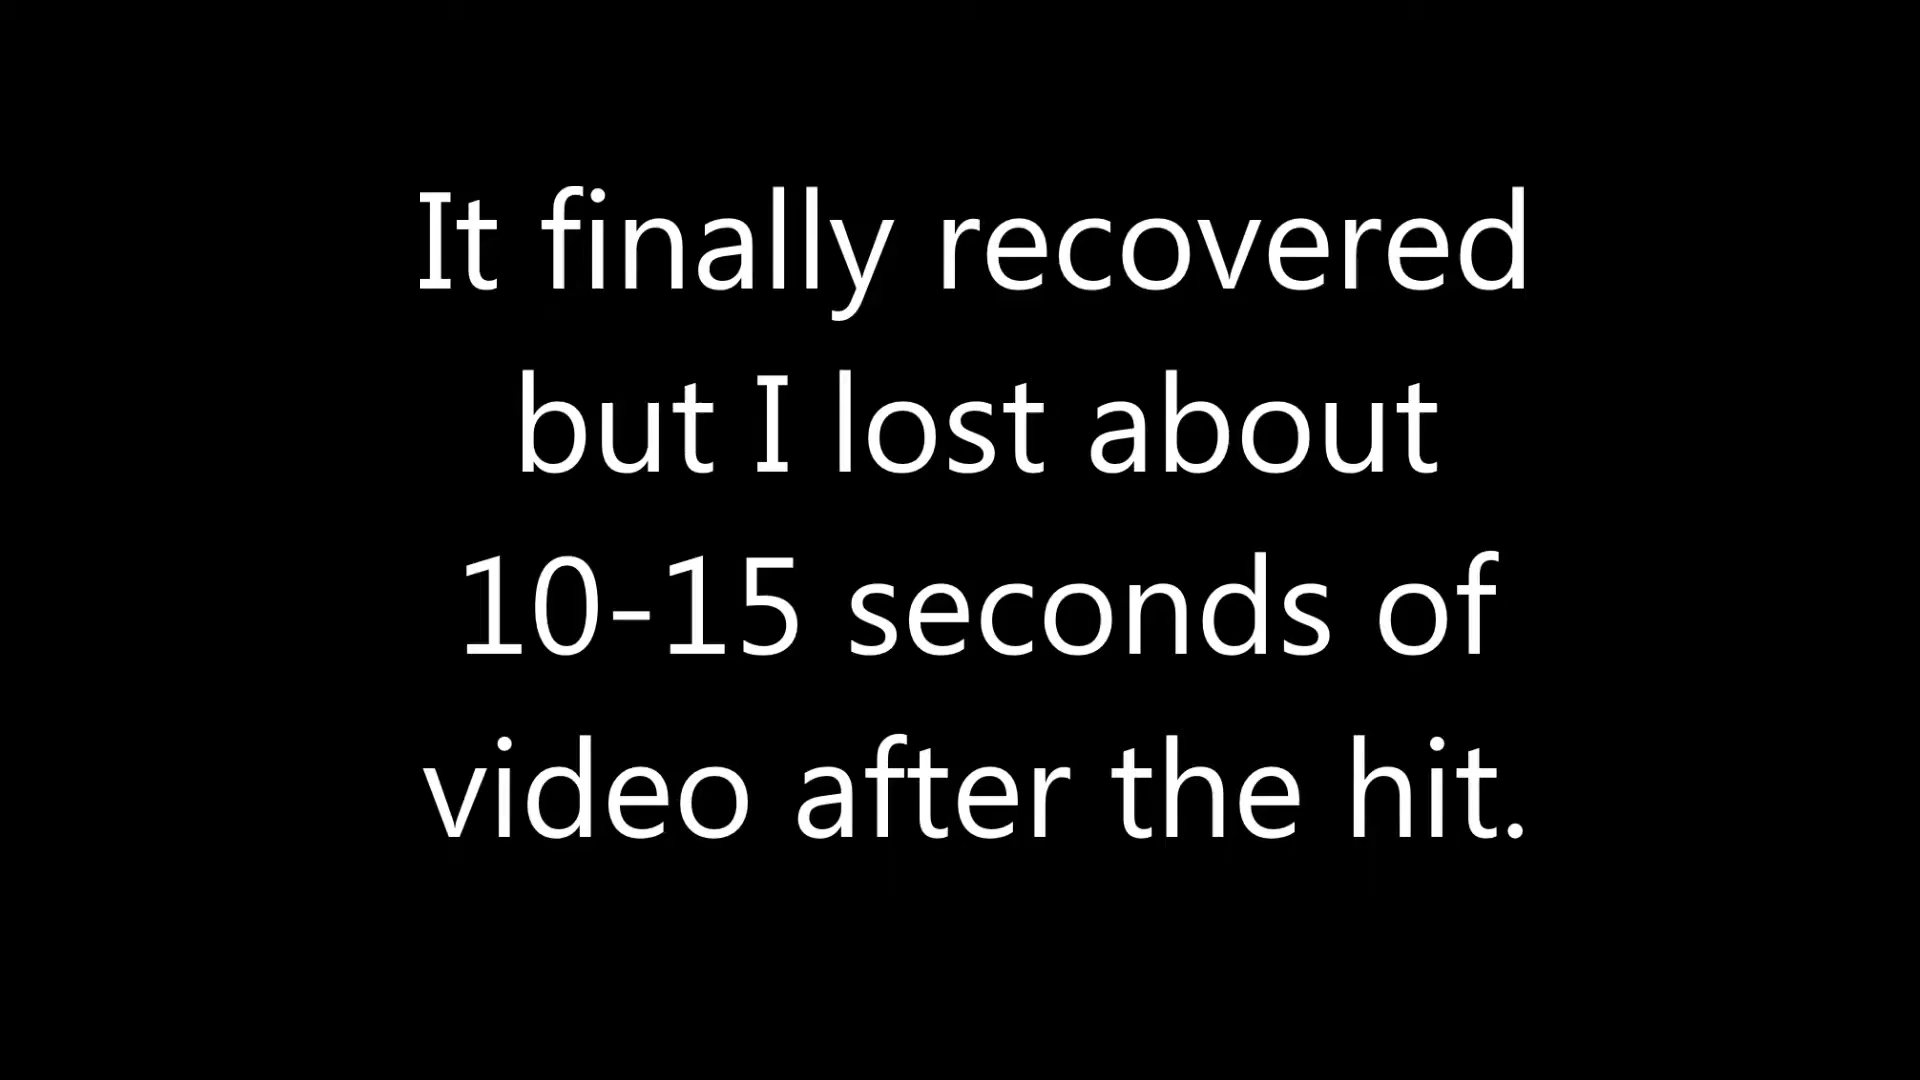 It finally recovered
but I lost about
10-15 seconds of
video after the hit.